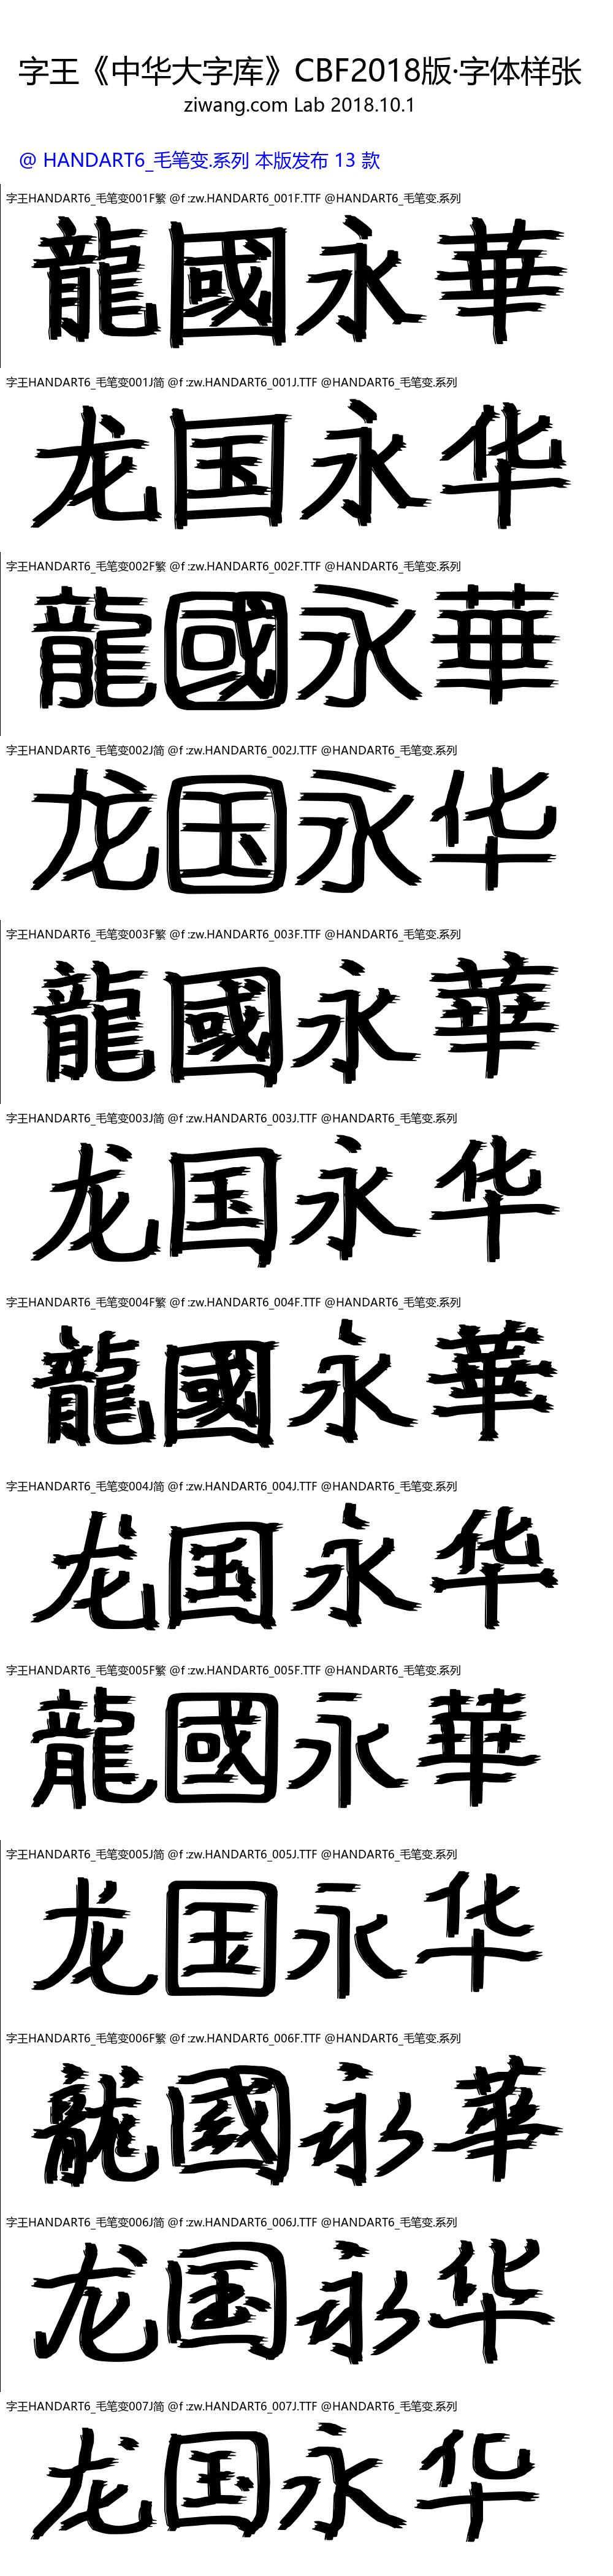 字王《中华大字库》CBF2018版·字体样张
ziwang.com Lab 2018.10.1
@ HANDART6_毛笔变.系列 本版发布 13 款
字王HANDART6_毛笔变001F繁 @f :zw.HANDART6_001F.TTF @HANDART6_毛笔变.系列
龍國永華
字王HANDART6_毛笔变001J简 @f :zw.HANDART6_001J.TTF @HANDART6_毛笔变.系列
龙国永华
字王HANDART6_毛笔变002F繁 @f :zw.HANDART6_002F.TTF @HANDART6_毛笔变.系列
龍國永華
字王HANDART6_毛笔变002J简 @f :zw.HANDART6_002J.TTF @HANDART6_毛笔变.系列
龙国永华
字王HANDART6_毛笔变003F繁 @f :zw.HANDART6_003F.TTF @HANDART6_毛笔变.系列
龍國永華
字王HANDART6_毛笔变003J简 @f :zw.HANDART6_003J.TTF @HANDART6_毛笔变.系列
龙国永华
字王HANDART6_毛笔变004F繁 @f :zw.HANDART6_004F.TTF @HANDART6_毛笔变.系列
龍國永華
字王HANDART6_毛笔变004J简 @f :zw.HANDART6_004J.TTF @HANDART6_毛笔变.系列
龙国永华
字王HANDART6_毛笔变005F繁 @f :zw.HANDART6_005F.TTF @HANDART6_毛笔变.系列
龍國永華
字王HANDART6_毛笔变005J简 @f :zw.HANDART6_005J.TTF @HANDART6_毛笔变.系列
龙国永华
字王HANDART6_毛笔变006F繁 @f :zw.HANDART6_006F.TTF @HANDART6_毛笔变.系列
龍國永華
字王HANDART6_毛笔变006J简 @f :zw.HANDART6_006J.TTF @HANDART6_毛笔变.系列
龙国永华
字王HANDART6_毛笔变007J简 @f :zw.HANDART6_007J.TTF @HANDART6_毛笔变.系列
龙国永华